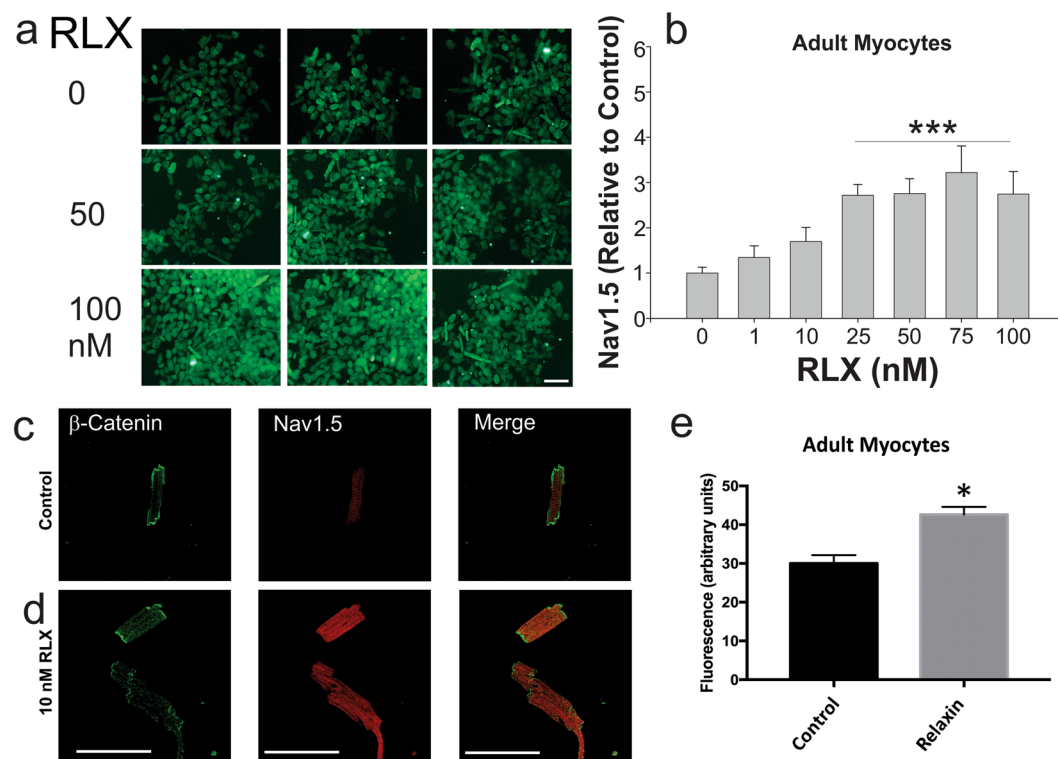 a RLX
0
50
100
nM
b
Adult Myocytes
Nav1.5 (Relative to Control)
6
5
4
3
2
1
0
***
0 1 10 25 50 75 100
RLX (nM)
c
β-Catenin Nav1.5 Merge
Control
d
10 nM RLX
e
Adult Myocytes
Fluorescence (arbitrary units)
50
40
30
20
10
0
*
Control
Relaxin